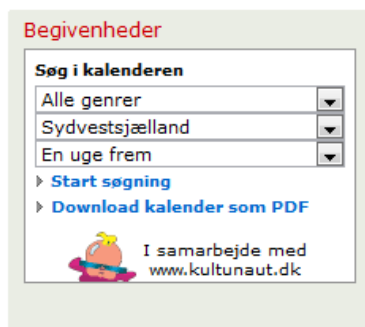 Begivenheder
Søg i kalenderen
Alle genrer
Sydvestsjælland
En uge frem
Start søgning
Download kalender som PDF
I samarbejde med
www.kultunaut.dk